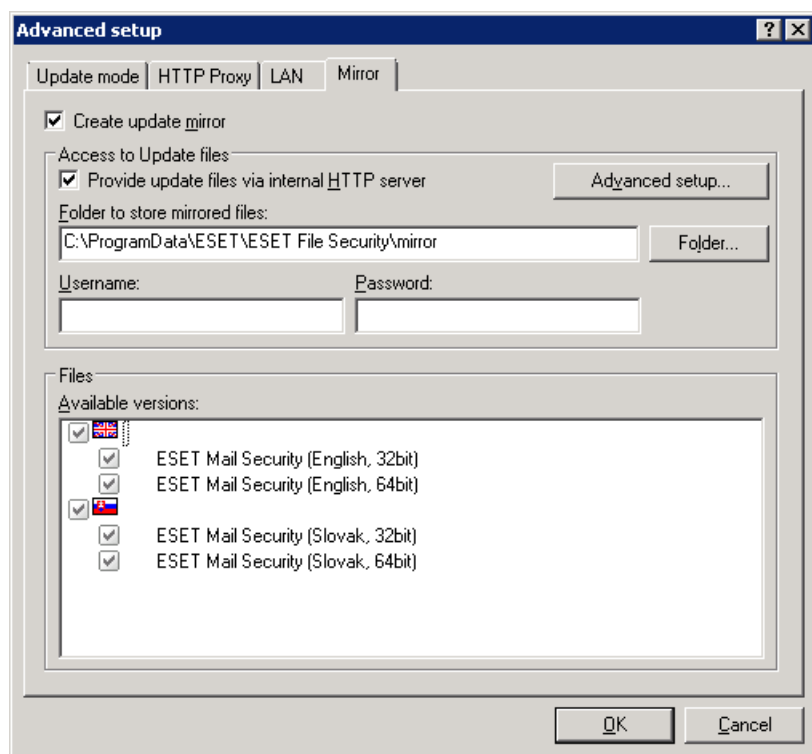 Advanced setup
Update mode HTTP Proxy LAN Mirror
Create update mirror
Access to Update files
Provide update files via internal HTTP server Advanced setup...
Folder to store mirrored files:
C:\ProgramData\ESET\ESET File Security\mirror Folder...
Username: Password:
Files
Available versions:
ESET Mail Security (English, 32bit)
ESET Mail Security (English, 64bit)
ESET Mail Security (Slovak, 32bit)
ESET Mail Security (Slovak, 64bit)
OK Cancel